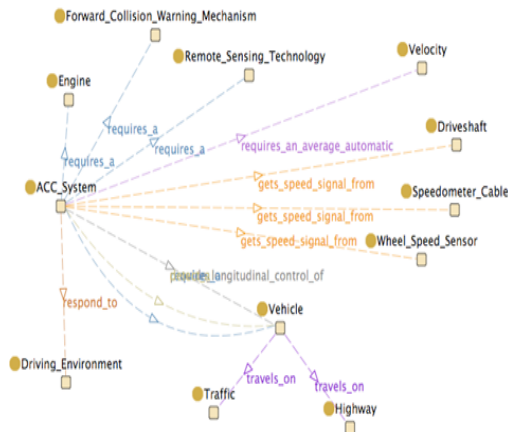 Forward_Collision_Warning_Mechanism
Remote_Sensing_Technology
Velocity
Engine
Driveshaft
requires_a
requires_a
requires_a
requires_an_average_automatic
gets_speed_signal_from
ACC_System
Speedometer_Cable
gets_speed_signal_from
gets_speed_signal_from
Wheel_Speed_Sensor
longitudinal_control_of
respond_to
Vehicle
Driving_Environment
travels_on
travels_on
Traffic
Highway